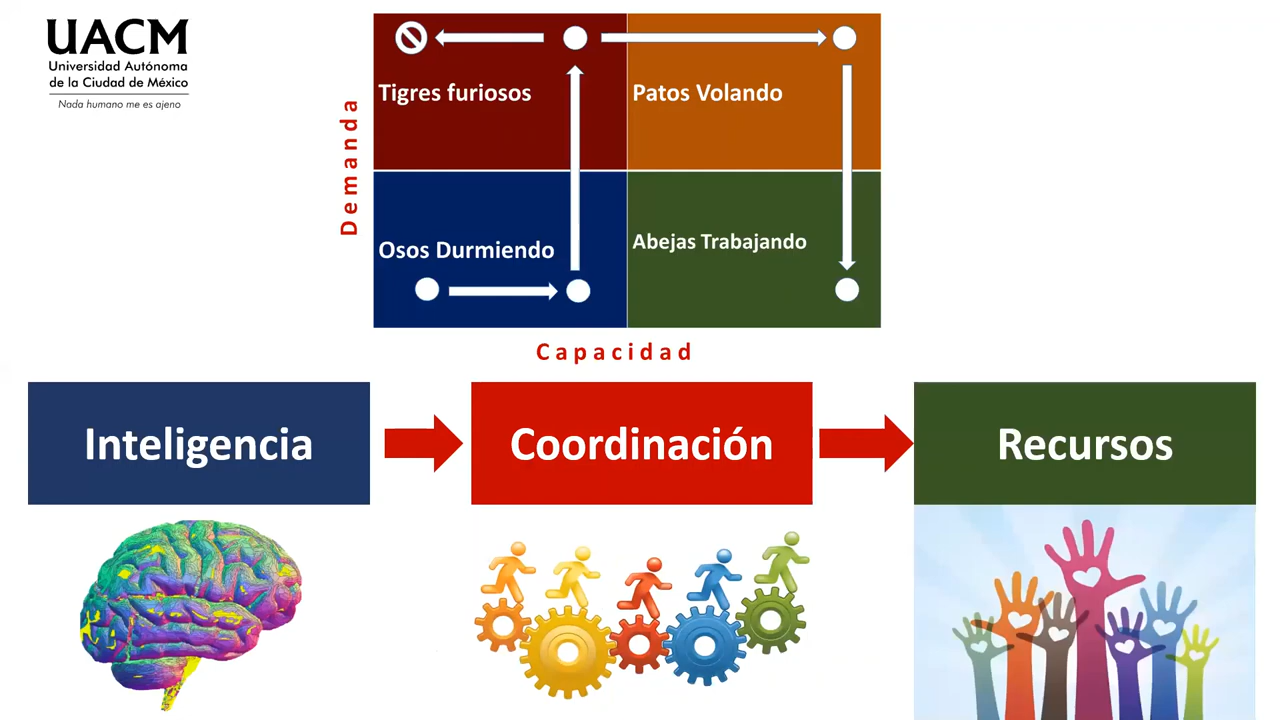 UACM
Universidad Autónoma
de la Ciudad de México
Nada humano me es ajeno
Demanda
Tigres furiosos
Patos Volando
Osos Durmiendo
Abejas Trabajando
Capacidad
Inteligencia
Coordinación
Recursos